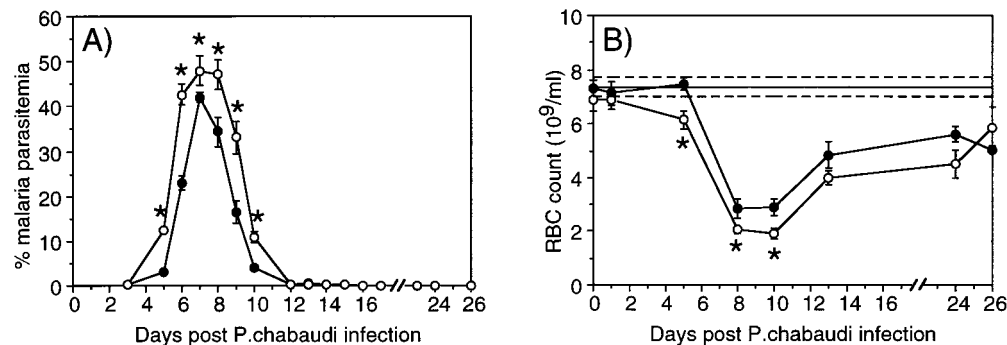 A)
% malaria parasitemia
60
50
40
30
20
10
0
* * * * * *
0 2 4 6 8 10 12 14 16 24 26
Days post P.chabaudi infection
B)
RBC count (10⁹/ml)
10
8
6
4
2
0
* * *
0 2 4 6 8 10 12 14 16 24 26
Days post P.chabaudi infection